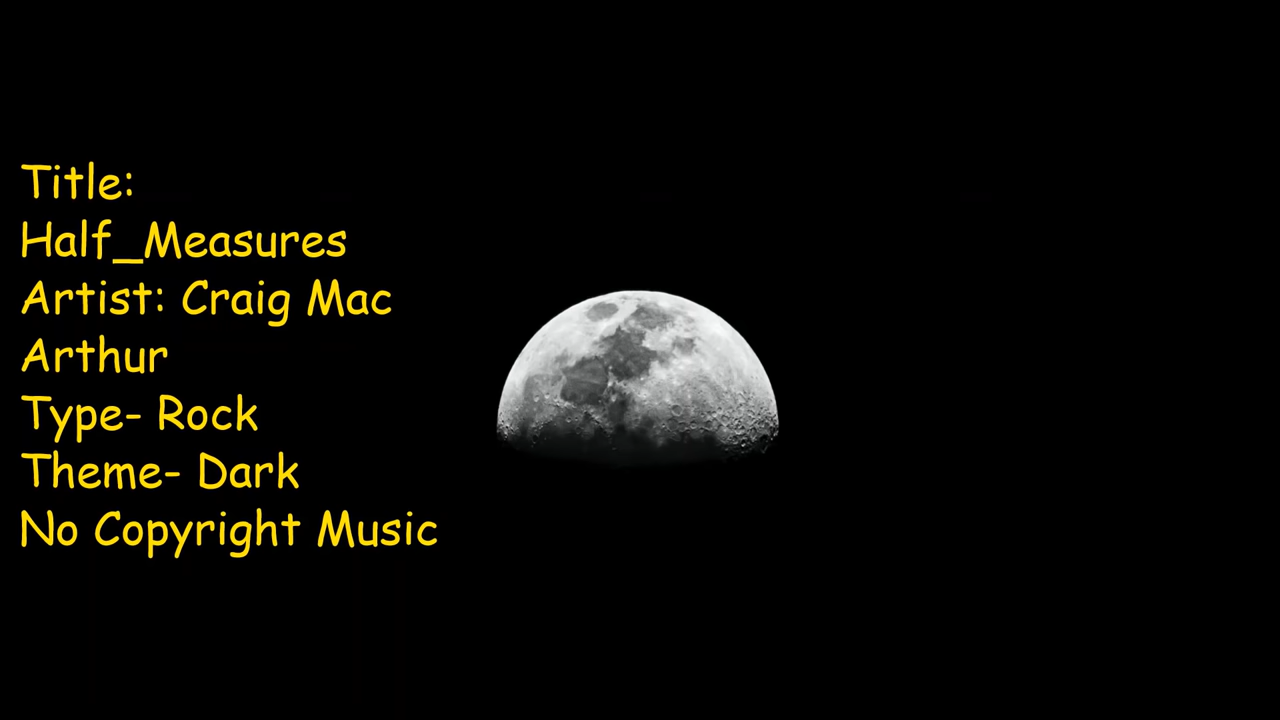 Title:
Half_Measures
Artist: Craig Mac
Arthur
Type- Rock
Theme- Dark
No Copyright Music